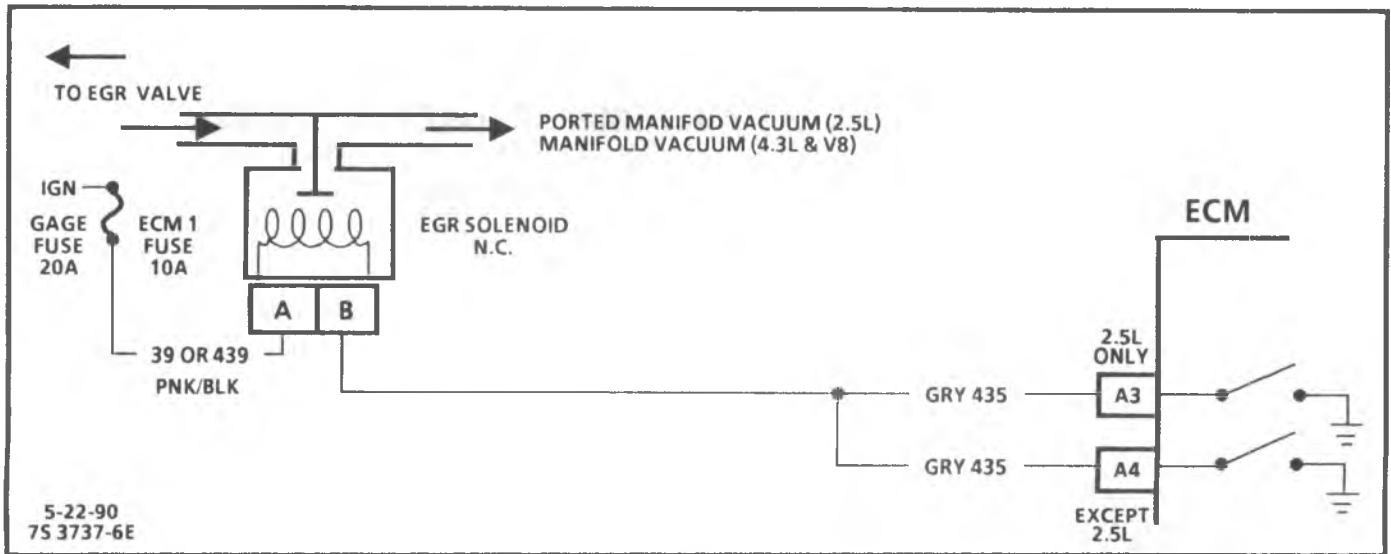 TO EGR VALVE
PORTED MANIFOD VACUUM (2.5L)
MANIFOLD VACUUM (4.3L & V8)
IGN
GAGE
FUSE
20A
ECM 1
FUSE
10A
EGR SOLENOID
N.C.
A
B
39 OR 439
PNK/BLK
ECM
2.5L
ONLY
GRY 435
A3
GRY 435
A4
EXCEPT
2.5L
5-22-90
7S 3737-6E